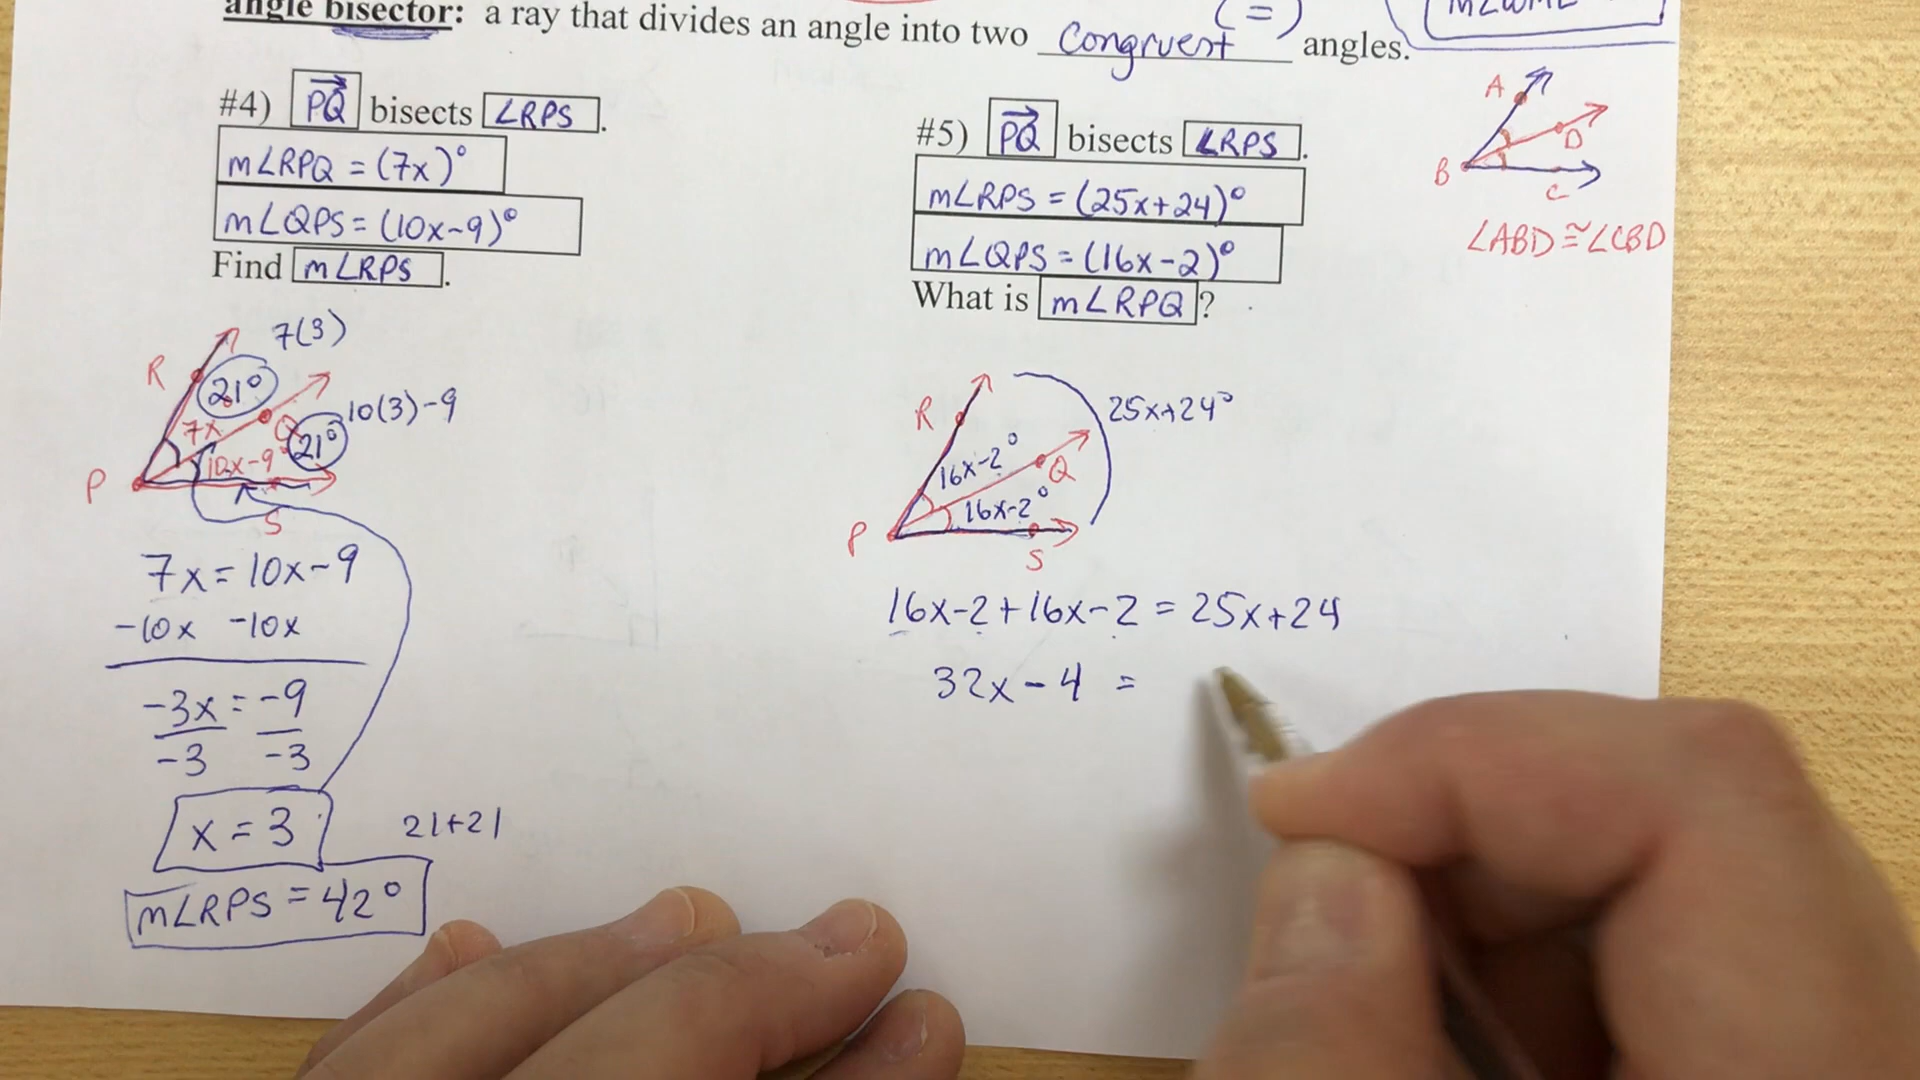 angle bisector: a ray that divides an angle into two congruent (=) angles.
#4) PQ bisects ∠RPS.
m∠RPQ = (7x)°
m∠QPS = (10x-9)°
Find m∠RPS.
R
P
Q
S
7(3)
21°
7x
10(3)-9
21°
10x-9°
7x = 10x-9
-10x -10x
-3x = -9
-3 -3
x = 3
21+21
m∠RPS = 42°
#5) PQ bisects ∠RPS.
m∠RPS = (25x+24)°
m∠QPS = (16x-2)°
What is m∠RPQ?
R
P
Q
S
25x+24°
16x-2°
16x-2°
16x-2+16x-2 = 25x+24
32x-4 =
A
B
C
D
∠ABD ≅ ∠CBD